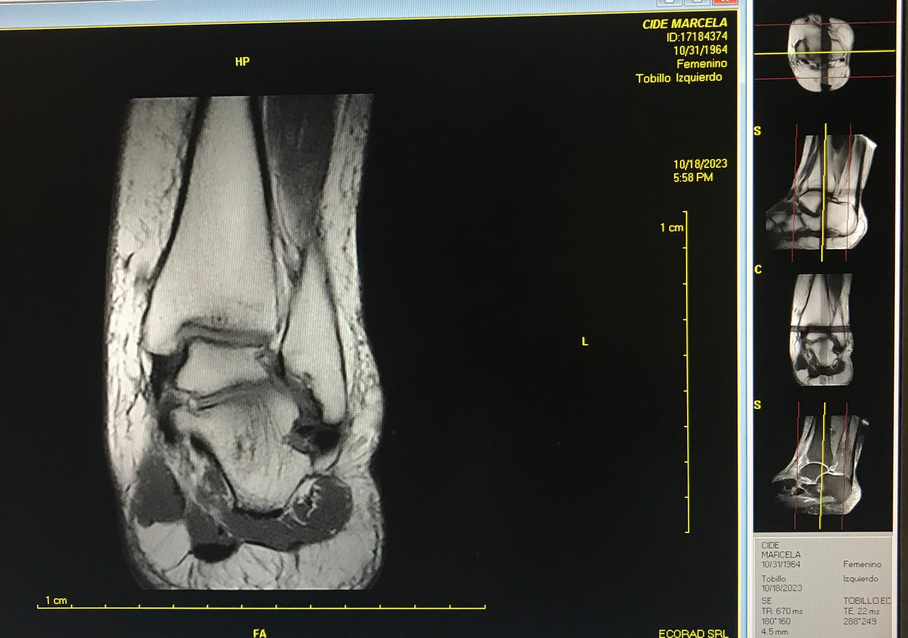 HP
CIDE MARCELA
ID:17184374
10/31/1964
Femenino
Tobillo Izquierdo
10/18/2023
5:58 PM
1 cm
L
1 cm
FA
ECORAD SRL
S
C
S
CIDE
MARCELA
10/31/1964 Femenino
Tobillo Izquierdo
10/18/2023
SE TOBILLO EC
TR: 670 ms TE: 22 ms
180*160 288*249
4.5 mm